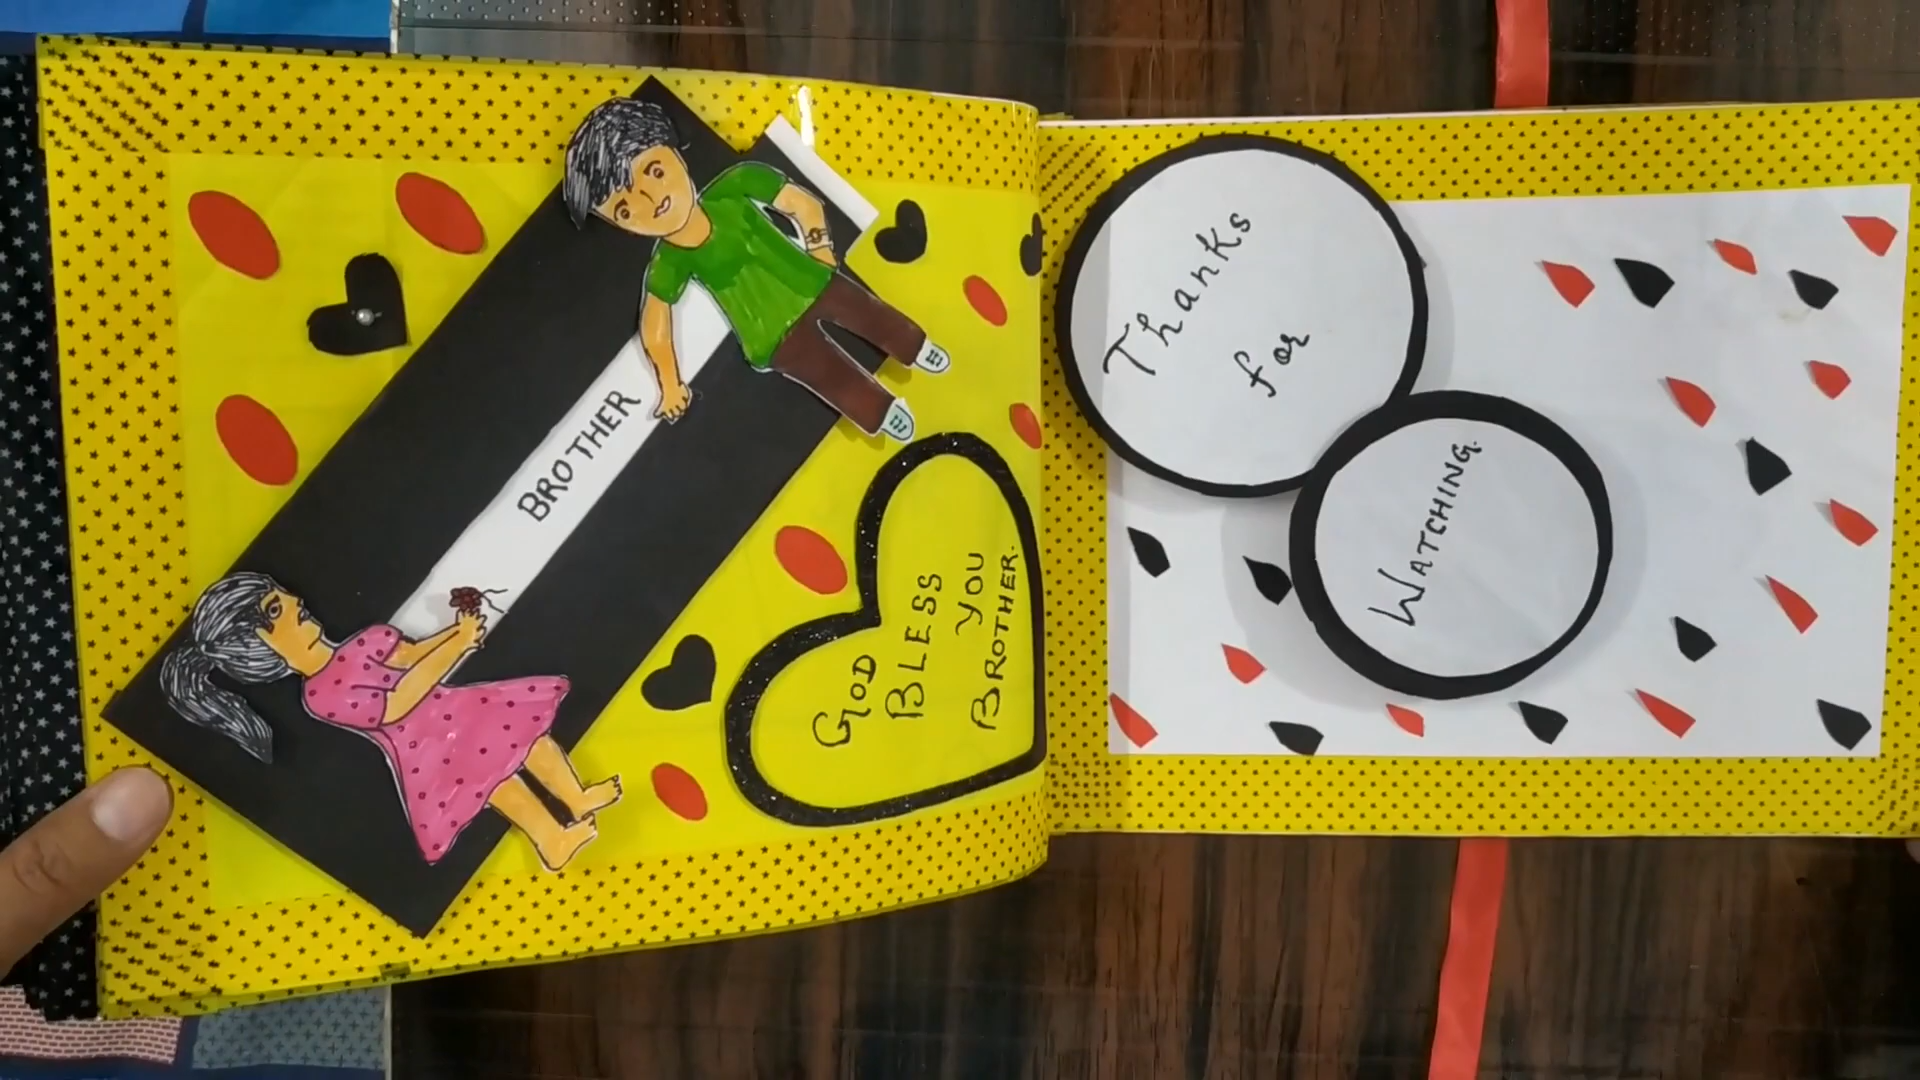 BROTHER
GOD
BLESS
YOU
BROTHER.
Thanks
for
WATCHING.